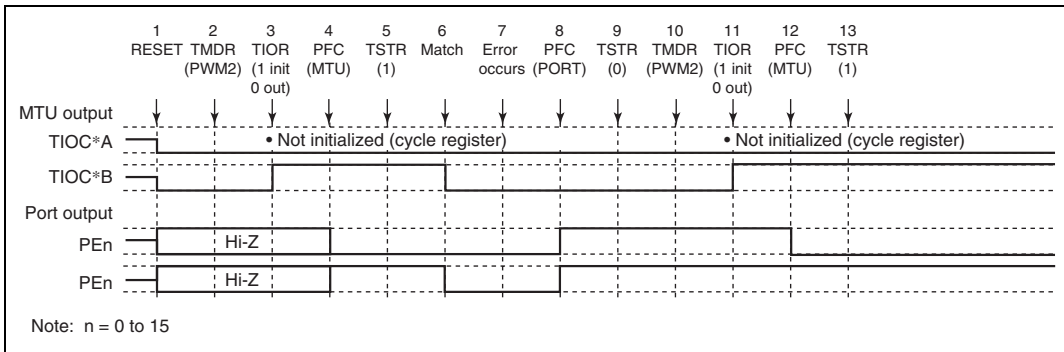 1 2 3 4 5 6 7 8 9 10 11 12 13
RESET TMDR TIOR PFC TSTR Match Error PFC TSTR TMDR TIOR PFC TSTR
(PWM2) (1 init (MTU) (1) occurs (PORT) (0) (PWM2) (1 init (MTU) (1)
0 out) 0 out)
MTU output
TIOC*A • Not initialized (cycle register) • Not initialized (cycle register)
TIOC*B
Port output
PEn Hi-Z
PEn Hi-Z
Note: n = 0 to 15